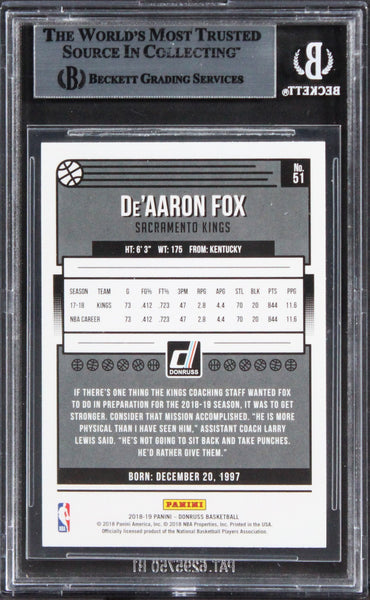 THE WORLD'S MOST TRUSTED
SOURCE IN COLLECTING™
BECKETT GRADING SERVICES
BECKETT
No.
51
DE'AARON FOX
SACRAMENTO KINGS
HT: 6' 3" WT: 175 FROM: KENTUCKY
SEASON TEAM G FG% FT% 3PM RPG APG STL BLK PTS PPG
17-18 KINGS 73 .412 .723 47 2.8 4.4 70 20 844 11.6
NBA CAREER 73 .412 .723 47 2.8 4.4 70 20 844 11.6
DONRUSS
IF THERE'S ONE THING THE KINGS COACHING STAFF WANTED FOX
TO DO IN PREPARATION FOR THE 2018-19 SEASON, IT WAS TO GET
STRONGER. CONSIDER THAT MISSION ACCOMPLISHED. "HE IS MORE
PHYSICAL THAN I HAVE SEEN HIM," ASSISTANT COACH LARRY
LEWIS SAID. "HE'S NOT GOING TO SIT BACK AND TAKE PUNCHES.
HE'D RATHER GIVE THEM."
BORN: DECEMBER 20, 1997
PANINI
NBA
2018-19 PANINI - DONRUSS BASKETBALL
© 2018 Panini America, Inc. © 2018 NBA Properties, Inc. Printed in the USA.
Officially licensed product of the National Basketball Players Association.